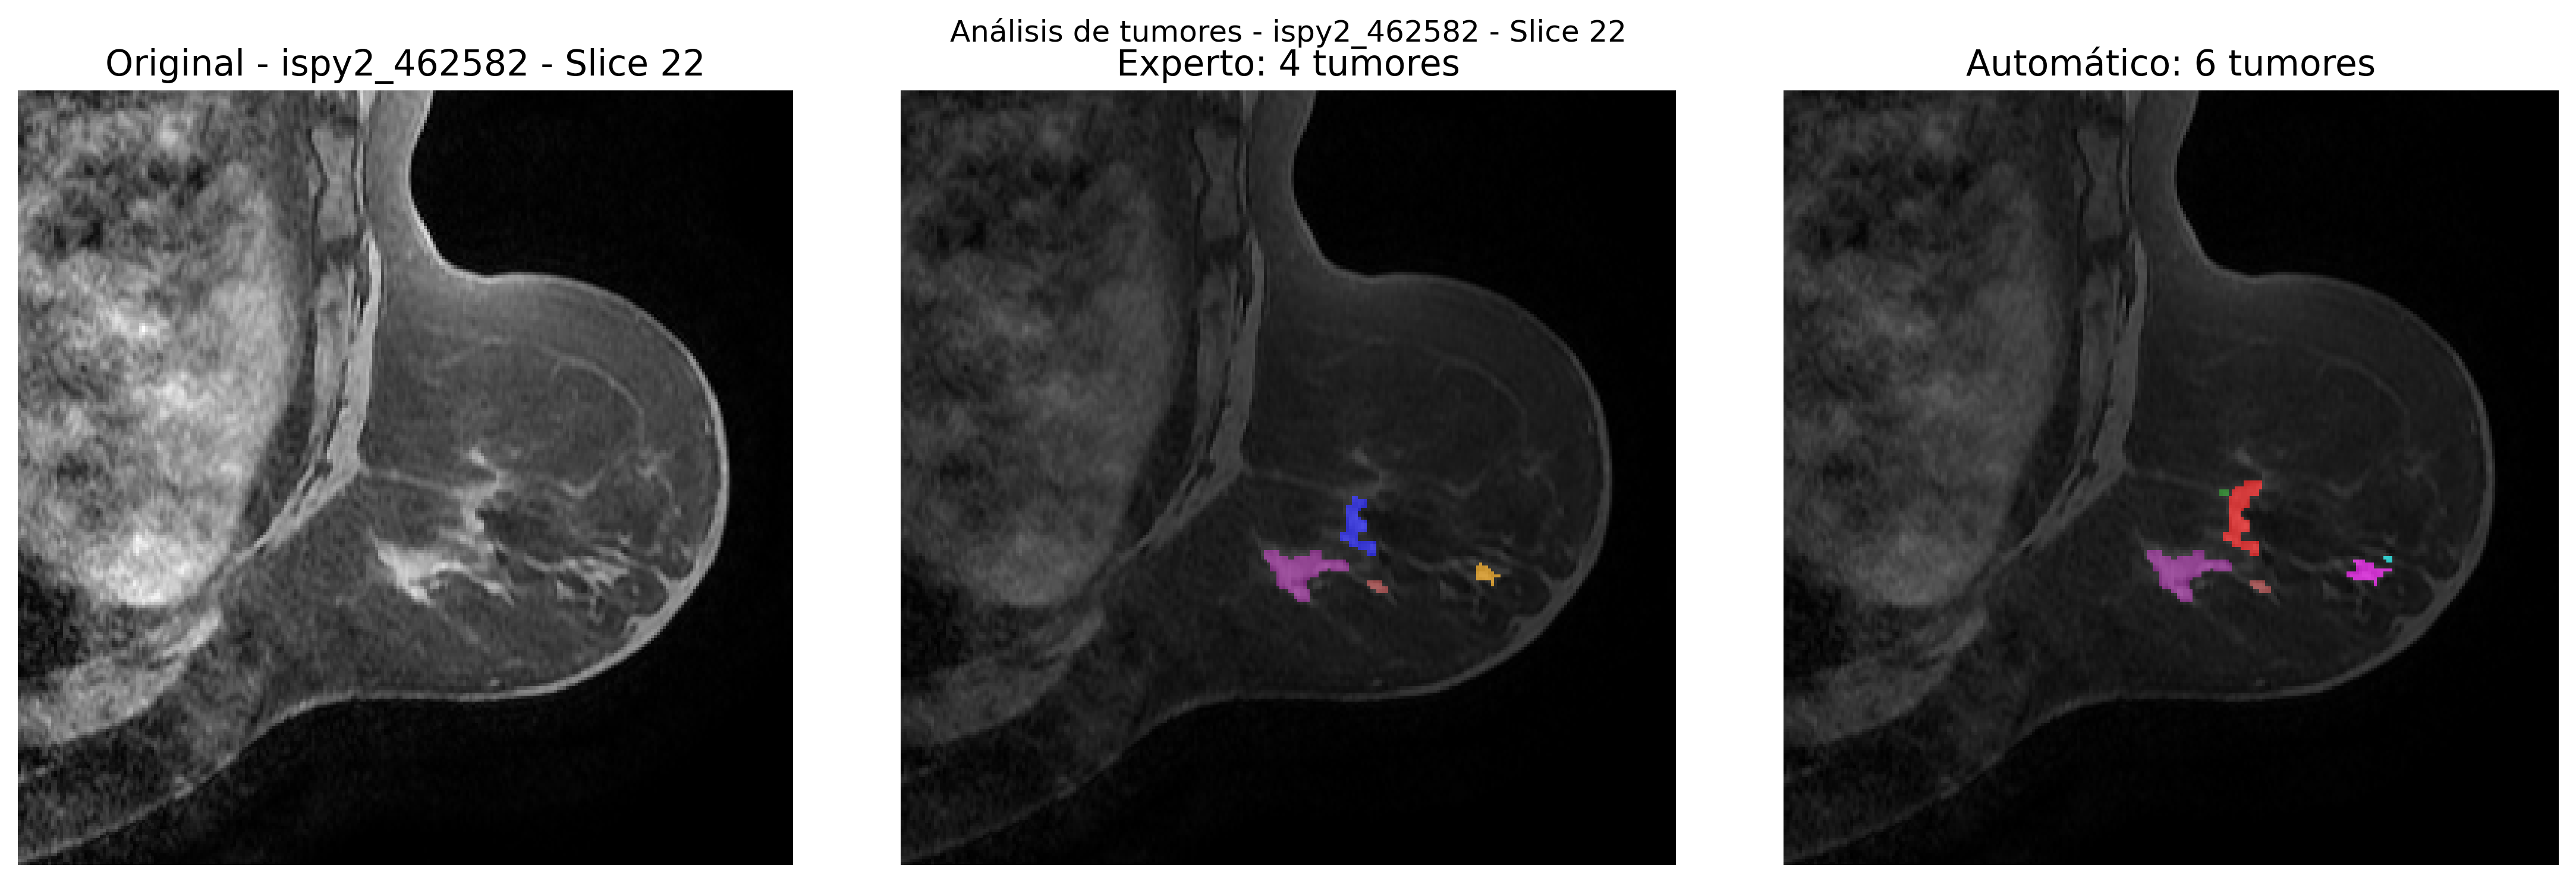 Análisis de tumores - ispy2_462582 - Slice 22
Original - ispy2_462582 - Slice 22
Experto: 4 tumores
Automático: 6 tumores